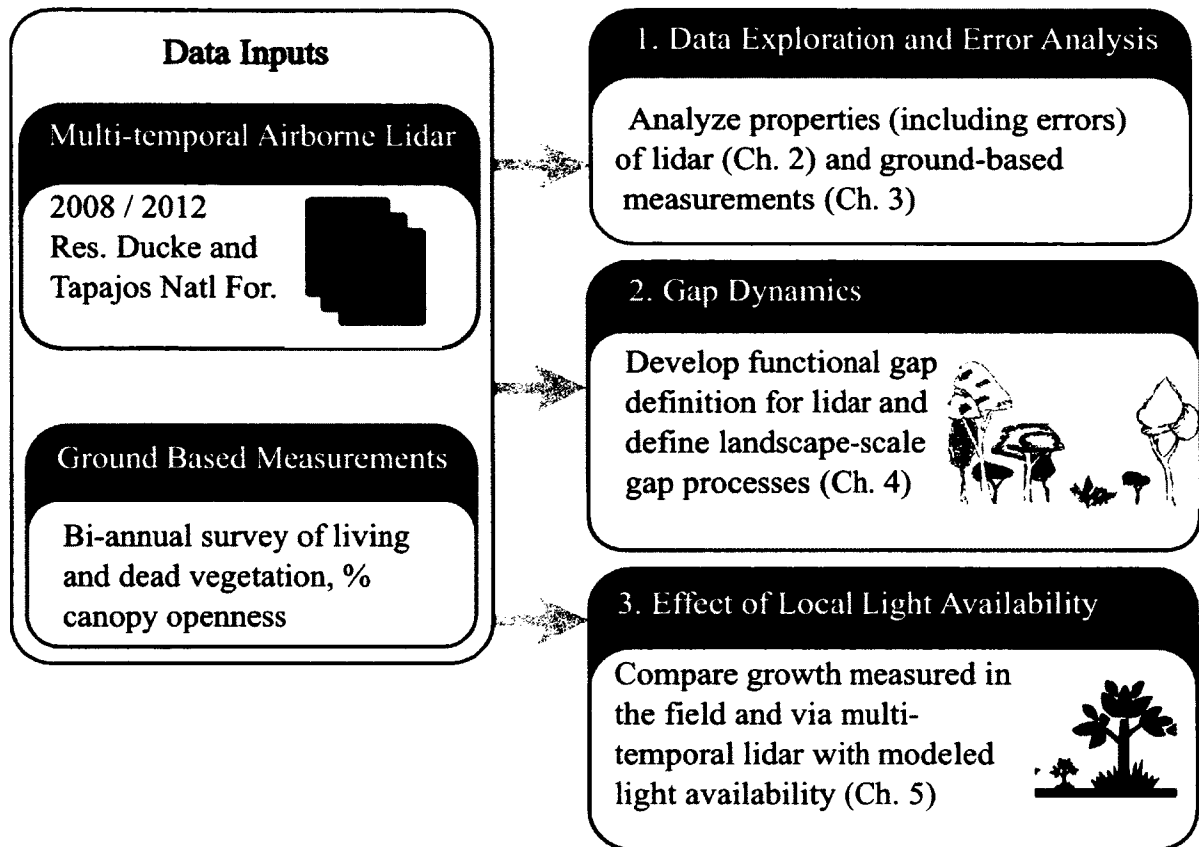 Data Inputs
Multi-temporal Airborne Lidar
2008 / 2012
Res. Ducke and
Tapajos Natl For.
Ground Based Measurements
Bi-annual survey of living
and dead vegetation, %
canopy openness
1. Data Exploration and Error Analysis
Analyze properties (including errors)
of lidar (Ch. 2) and ground-based
measurements (Ch. 3)
2. Gap Dynamics
Develop functional gap
definition for lidar and
define landscape-scale
gap processes (Ch. 4)
3. Effect of Local Light Availability
Compare growth measured in
the field and via multi-
temporal lidar with modeled
light availability (Ch. 5)